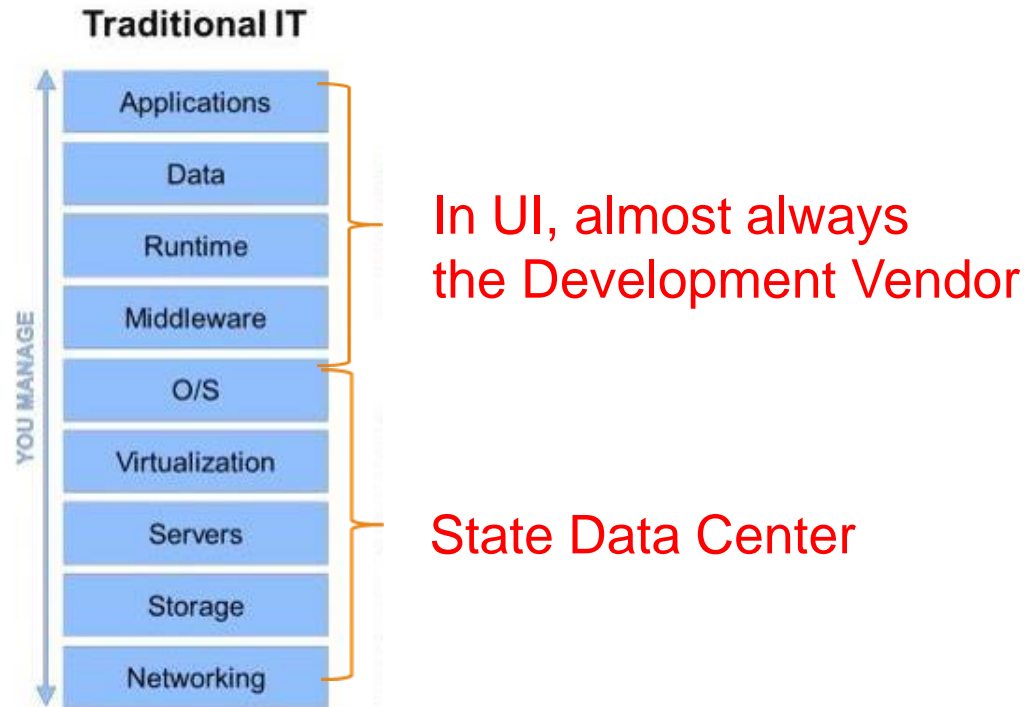 Traditional IT
Applications
Data
Runtime
Middleware
O/S
Virtualization
Servers
Storage
Networking
YOU MANAGE
In UI, almost always
the Development Vendor
State Data Center